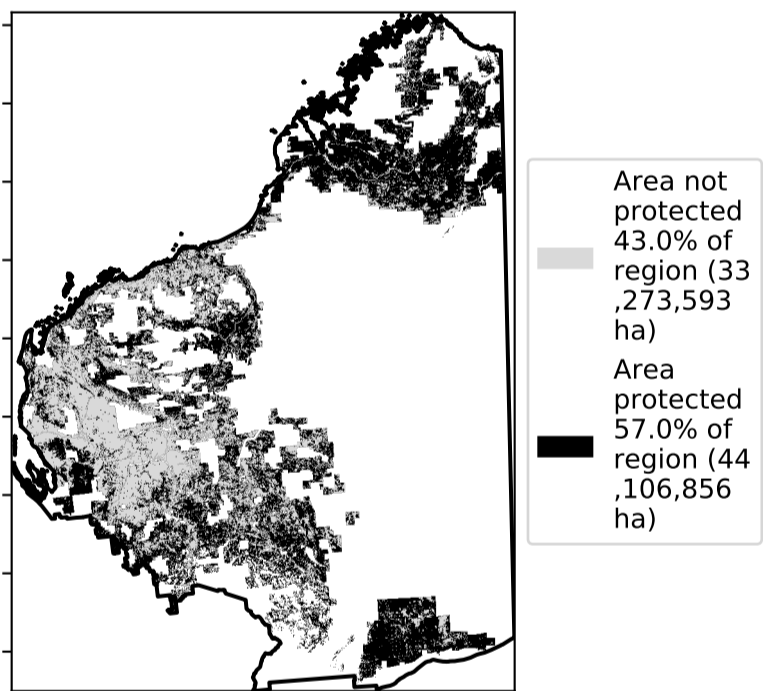 Area not
protected
43.0% of
region (33
,273,593
ha)
Area
protected
57.0% of
region (44
,106,856
ha)